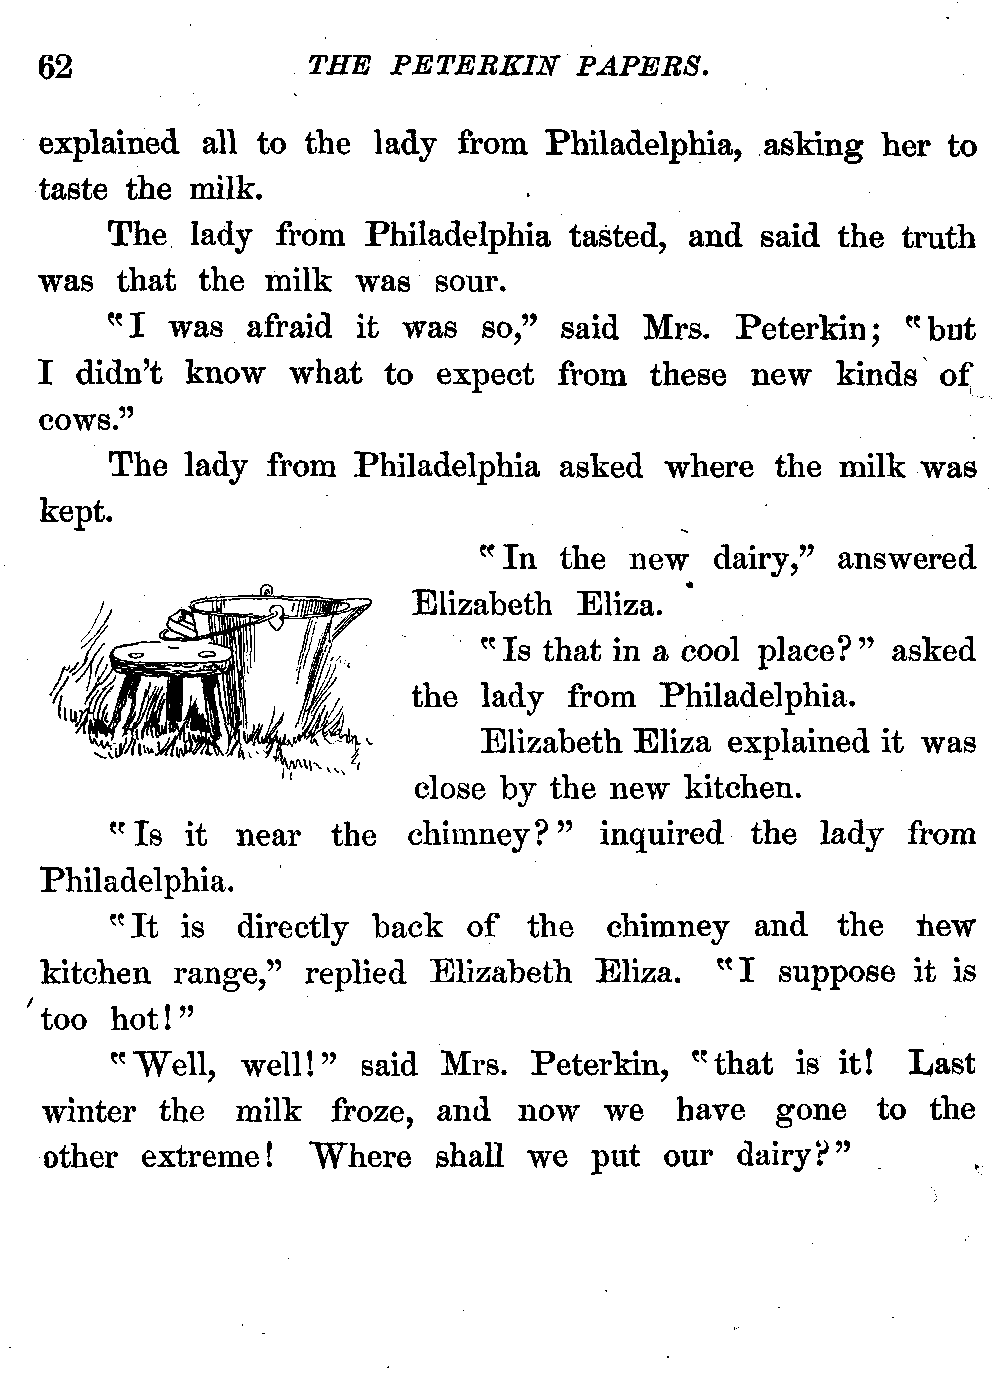 62 THE PETERKIN PAPERS.
explained all to the lady from Philadelphia, asking her to
taste the milk.
The lady from Philadelphia tasted, and said the truth
was that the milk was sour.
“I was afraid it was so,” said Mrs. Peterkin; “but
I didn’t know what to expect from these new kinds of
cows.”
The lady from Philadelphia asked where the milk was
kept.
“In the new dairy,” answered
Elizabeth Eliza.
“Is that in a cool place?” asked
the lady from Philadelphia.
Elizabeth Eliza explained it was
close by the new kitchen.
“Is it near the chimney?” inquired the lady from
Philadelphia.
“It is directly back of the chimney and the new
kitchen range,” replied Elizabeth Eliza. “I suppose it is
too hot!”
“Well, well!” said Mrs. Peterkin, “that is it! Last
winter the milk froze, and now we have gone to the
other extreme! Where shall we put our dairy?”